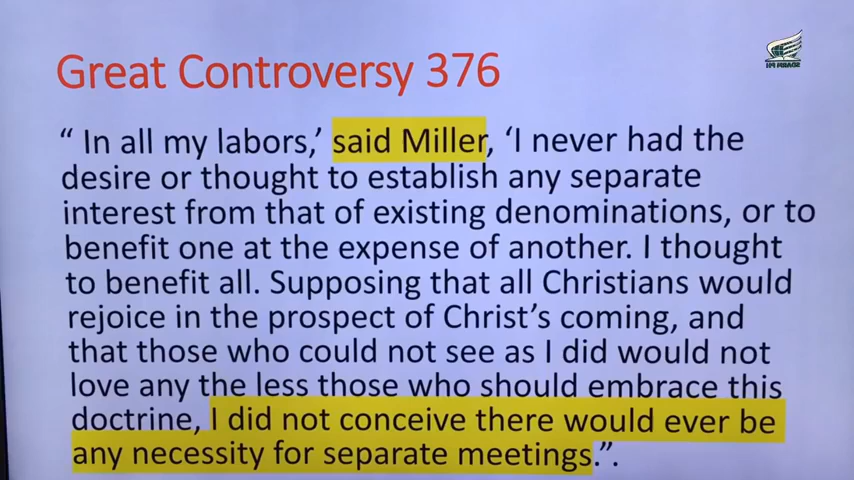 Great Controversy 376
“ In all my labors,’ said Miller, ‘I never had the
desire or thought to establish any separate
interest from that of existing denominations, or to
benefit one at the expense of another. I thought
to benefit all. Supposing that all Christians would
rejoice in the prospect of Christ’s coming, and
that those who could not see as I did would not
love any the less those who should embrace this
doctrine, I did not conceive there would ever be
any necessity for separate meetings.”.